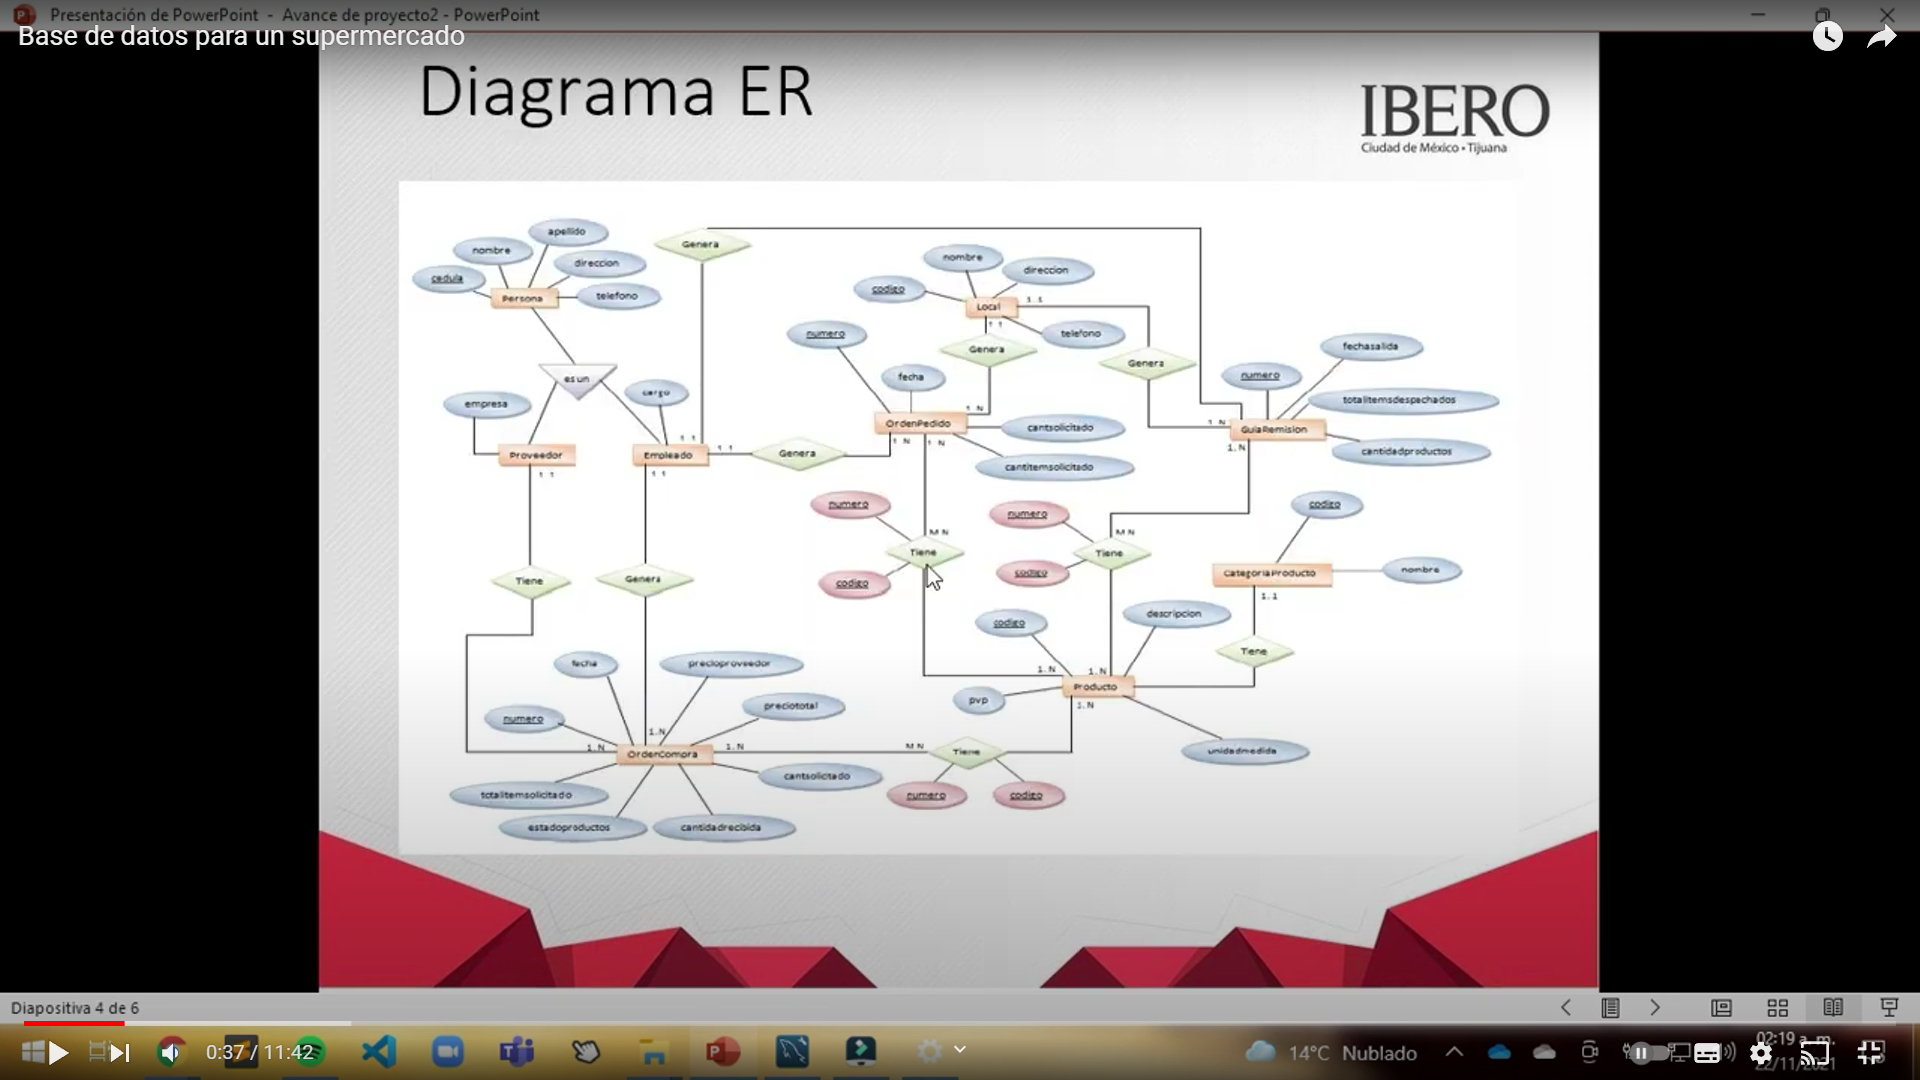 Presentación de PowerPoint - Avance de proyecto2 - PowerPoint
Base de datos para un supermercado
Diagrama ER
IBERO
Ciudad de México • Tijuana
apellido
nombre
Genera
direccion
cedula
nombre
direccion
telefono
Persona
codigo
1..1
Local
1 1
numero
telefono
fechasalida
Genera
Genera
es un
fecha
numero
cargo
totalitemsdespachados
empresa
1 N
OrdenPedido
cantsolicitado
1 N
GuiaRemision
1 1
1 N
1 N
1.N
Proveedor
Empleado
1 1
Genera
cantidadproductos
cantitemsolicitado
1 1
1 1
numero
codigo
numero
M N
M N
Tiene
Tiene
nombre
codigo
codigo
CategoriaProducto
Tiene
Genera
1..1
descripcion
codigo
Tiene
fecha
precioproveedor
1..N
1..N
Producto
pvp
preciototal
1..N
numero
1..N
1..N
1..N
M N
OrdenCompra
Tiene
unidadmedida
cantsolicitado
totalitemsolicitado
numero
codigo
estadoproductos
cantidadrecibida
Diapositiva 4 de 6
0:37 / 11:42
14°C Nublado
02:19 a. m.
22/11/2021